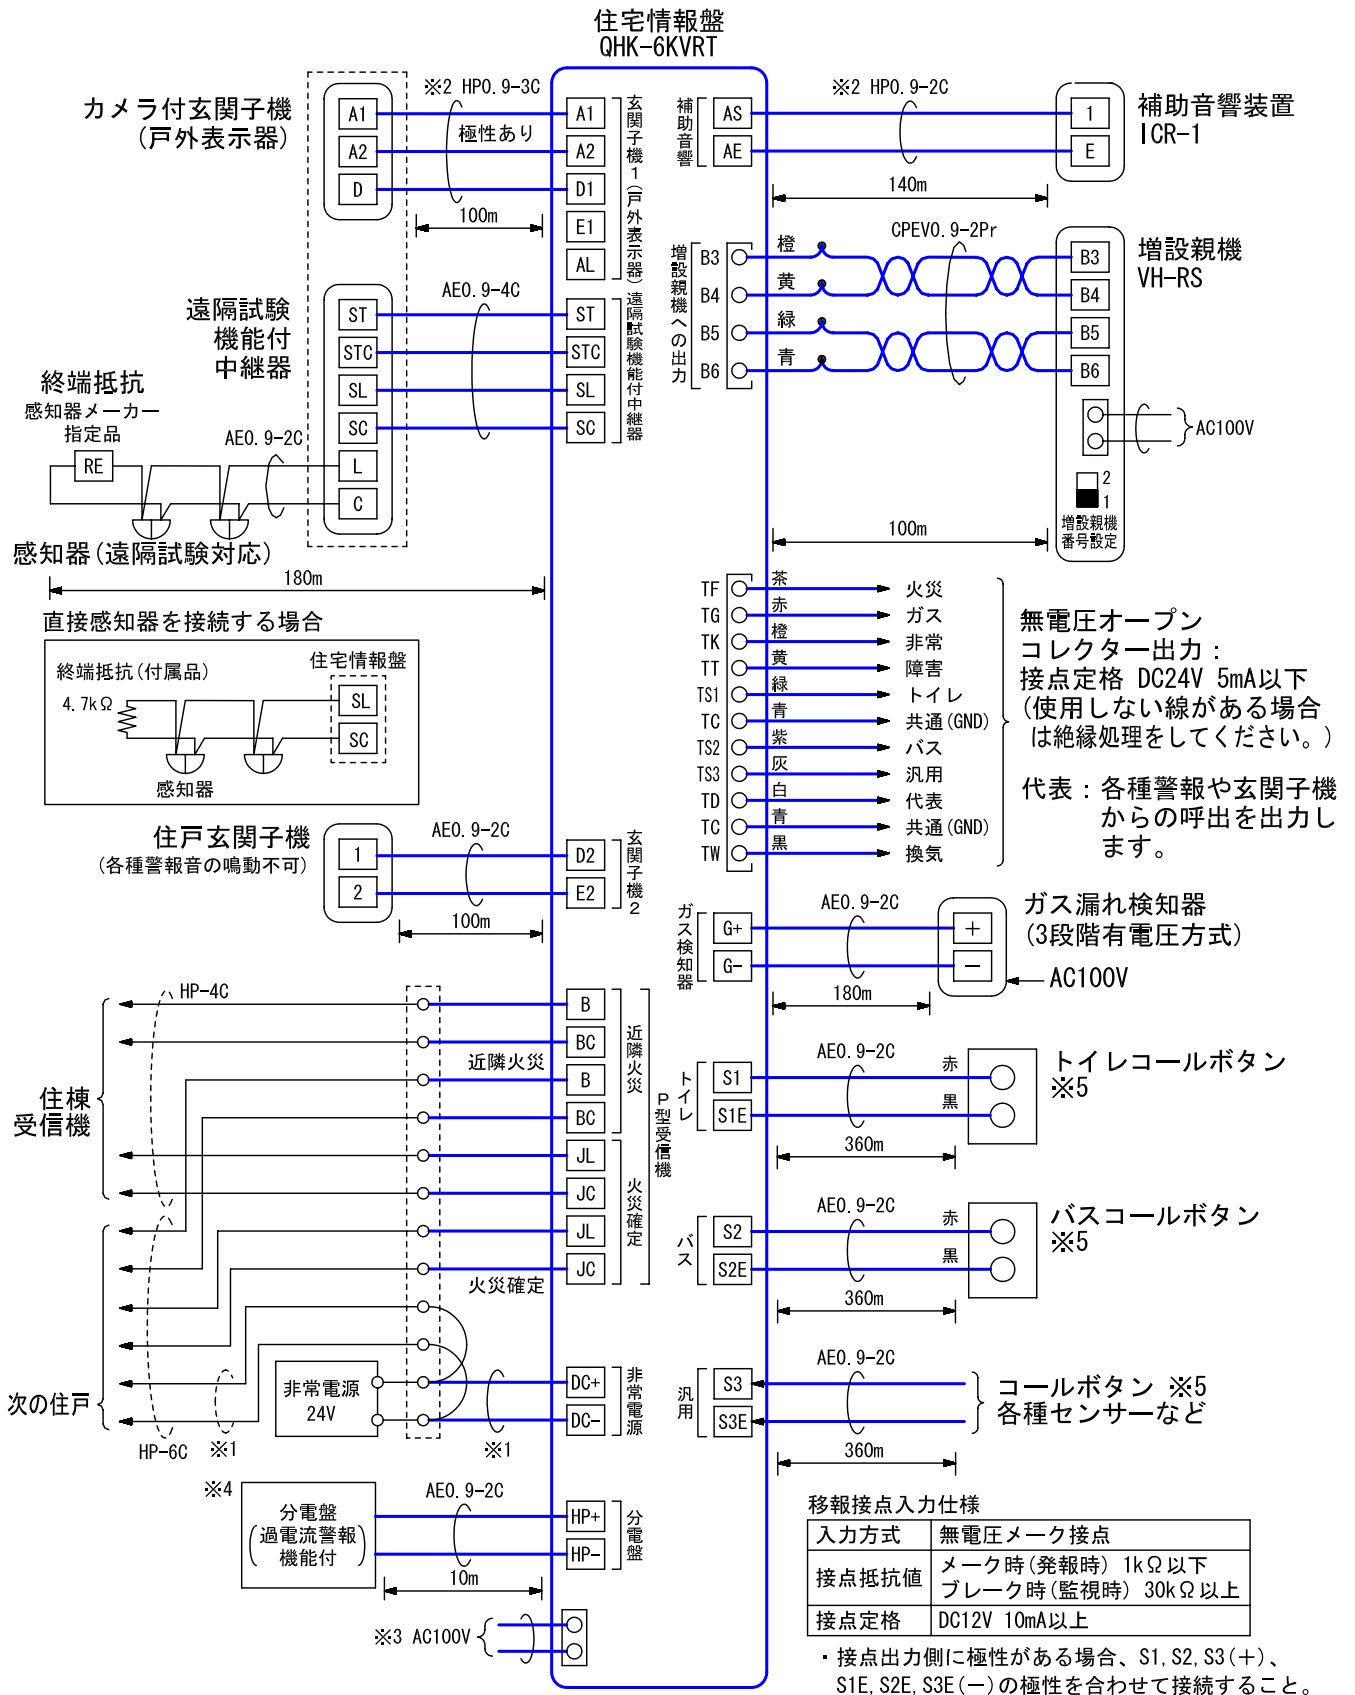 住宅情報盤
QHK-6KVRT
カメラ付玄関子機
(戸外表示器)
A1
A2
D
※2 HP0.9-3C
極性あり
100m
A1
A2
D1
E1
AL
玄関子機1(戸外表示器)
遠隔試験
機能付
中継器
ST
STC
SL
SC
L
C
AE0.9-4C
ST
STC
SL
SC
遠隔試験機能付中継器
終端抵抗
感知器メーカー
指定品
RE
AE0.9-2C
感知器(遠隔試験対応)
180m
直接感知器を接続する場合
終端抵抗(付属品)
4.7kΩ
住宅情報盤
SL
SC
感知器
住戸玄関子機
(各種警報音の鳴動不可)
1
2
AE0.9-2C
100m
D2
E2
玄関子機2
住棟
受信機
HP-4C
近隣火災
B
BC
B
BC
JL
JC
JL
JC
近隣火災
火災確定
P型受信機
火災確定
次の住戸
HP-6C
※1
非常電源
24V
※1
DC+
DC-
非常電源
※4
分電盤
(過電流警報
機能付)
AE0.9-2C
10m
HP+
HP-
分電盤
※3 AC100V
補助音響
AS
AE
※2 HP0.9-2C
140m
1
E
補助音響装置
ICR-1
増設親機への出力
B3
B4
B5
B6
橙
黄
緑
青
CPEV0.9-2Pr
B3
B4
B5
B6
増設親機
VH-RS
AC100V
2
1
増設親機
番号設定
100m
TF 茶 火災
TG 赤 ガス
TK 橙 非常
TT 黄 障害
TS1 緑 トイレ
TC 青 共通(GND)
TS2 紫 バス
TS3 灰 汎用
TD 白 代表
TC 青 共通(GND)
TW 黒 換気
無電圧オープン
コレクター出力:
接点定格 DC24V 5mA以下
(使用しない線がある場合
は絶縁処理をしてください。)
代表:各種警報や玄関子機
からの呼出を出力し
ます。
ガス検知器
G+
G-
AE0.9-2C
180m
+
−
ガス漏れ検知器
(3段階有電圧方式)
AC100V
トイレ
S1
S1E
AE0.9-2C
赤
黒
360m
トイレコールボタン
※5
バス
S2
S2E
AE0.9-2C
赤
黒
360m
バスコールボタン
※5
汎用
S3
S3E
AE0.9-2C
360m
コールボタン ※5
各種センサーなど
移報接点入力仕様
入力方式 無電圧メーク接点
接点抵抗値 メーク時(発報時) 1kΩ以下
ブレーク時(監視時) 30kΩ以上
接点定格 DC12V 10mA以上
・接点出力側に極性がある場合、S1,S2,S3(+)、
S1E,S2E,S3E(−)の極性を合わせて接続すること。